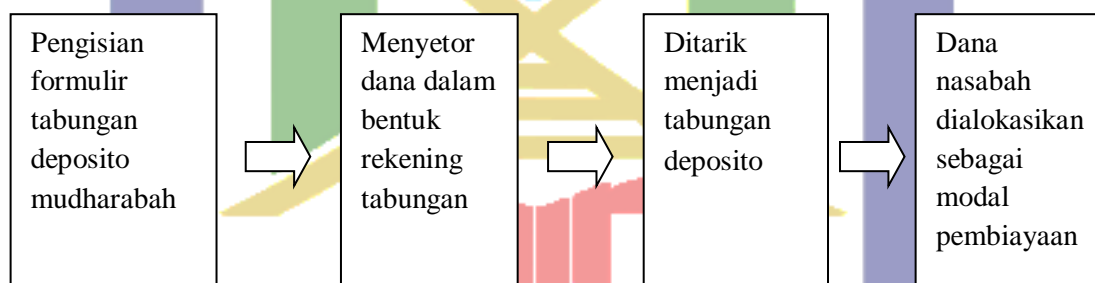 Pengisian
formulir
tabungan
deposito
mudharabah
Menyetor
dana dalam
bentuk
rekening
tabungan
Ditarik
menjadi
tabungan
deposito
Dana
nasabah
dialokasikan
sebagai
modal
pembiayaan